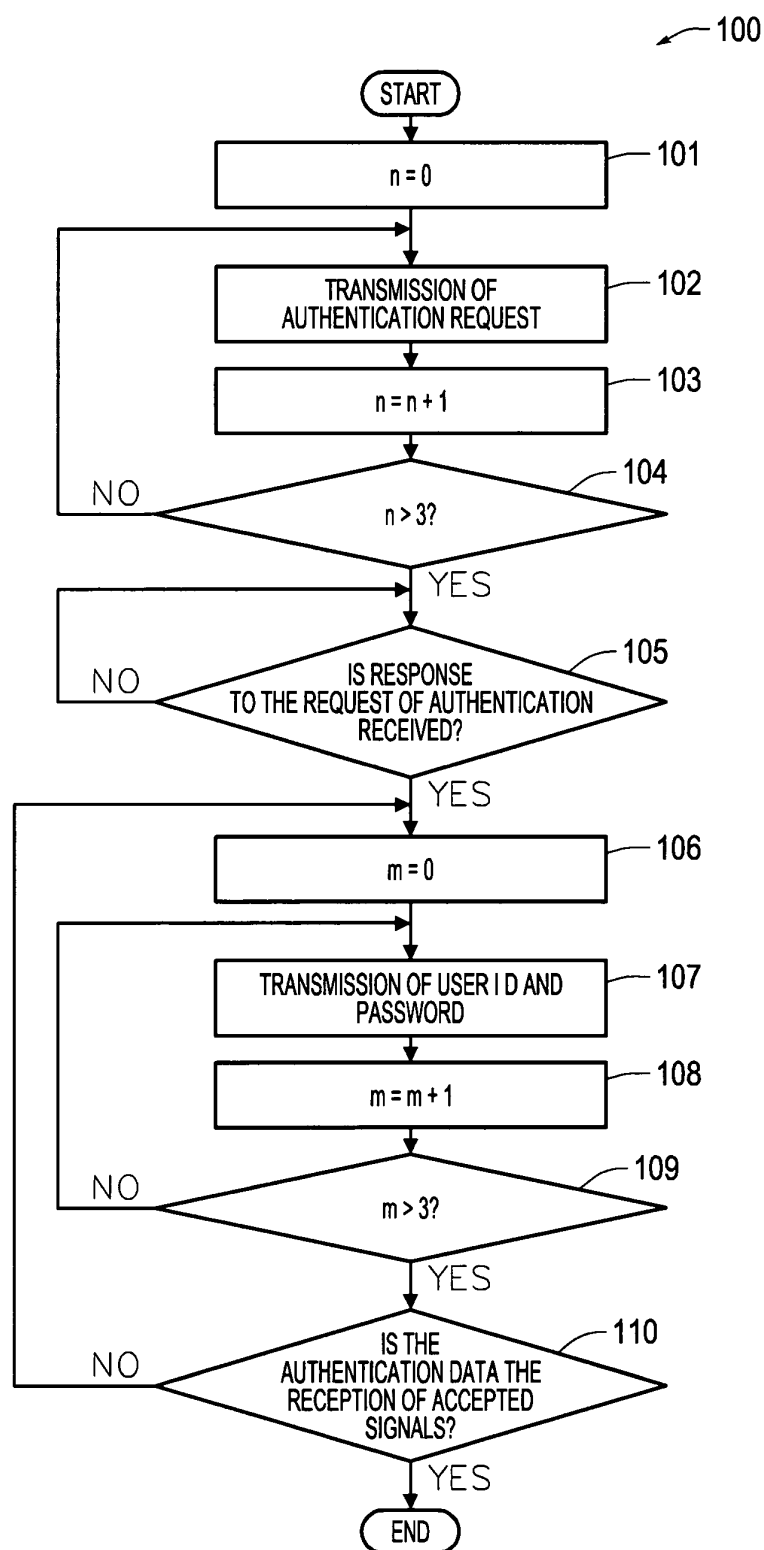 100
START
101
n = 0
102
TRANSMISSION OF
AUTHENTICATION REQUEST
103
n = n + 1
104
n > 3?
NO
YES
105
IS RESPONSE
TO THE REQUEST OF AUTHENTICATION
RECEIVED?
NO
YES
106
m = 0
107
TRANSMISSION OF USER I D AND
PASSWORD
108
m = m + 1
109
m > 3?
NO
YES
110
IS THE
AUTHENTICATION DATA THE
RECEPTION OF ACCEPTED
SIGNALS?
NO
YES
END